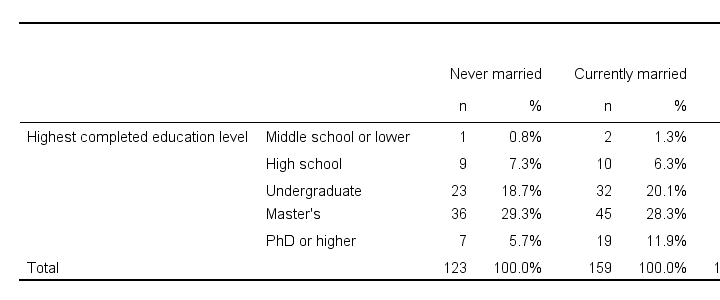 Never married Currently married
n % n %
Highest completed education level Middle school or lower 1 0.8% 2 1.3%
High school 9 7.3% 10 6.3%
Undergraduate 23 18.7% 32 20.1%
Master's 36 29.3% 45 28.3%
PhD or higher 7 5.7% 19 11.9%
Total 123 100.0% 159 100.0% 1